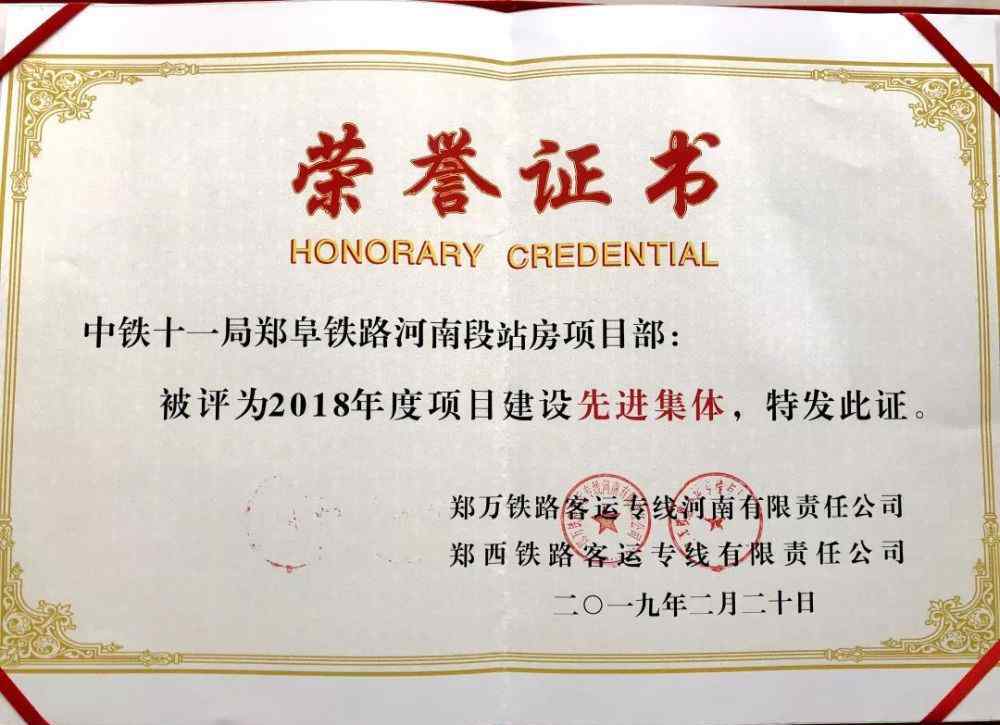 荣誉证书
HONORARY CREDENTIAL
中铁十一局郑阜铁路河南段站房项目部：
被评为2018年度项目建设先进集体，特发此证。
郑万铁路客运专线河南有限责任公司
郑西铁路客运专线有限责任公司
二〇一九年二月二十日